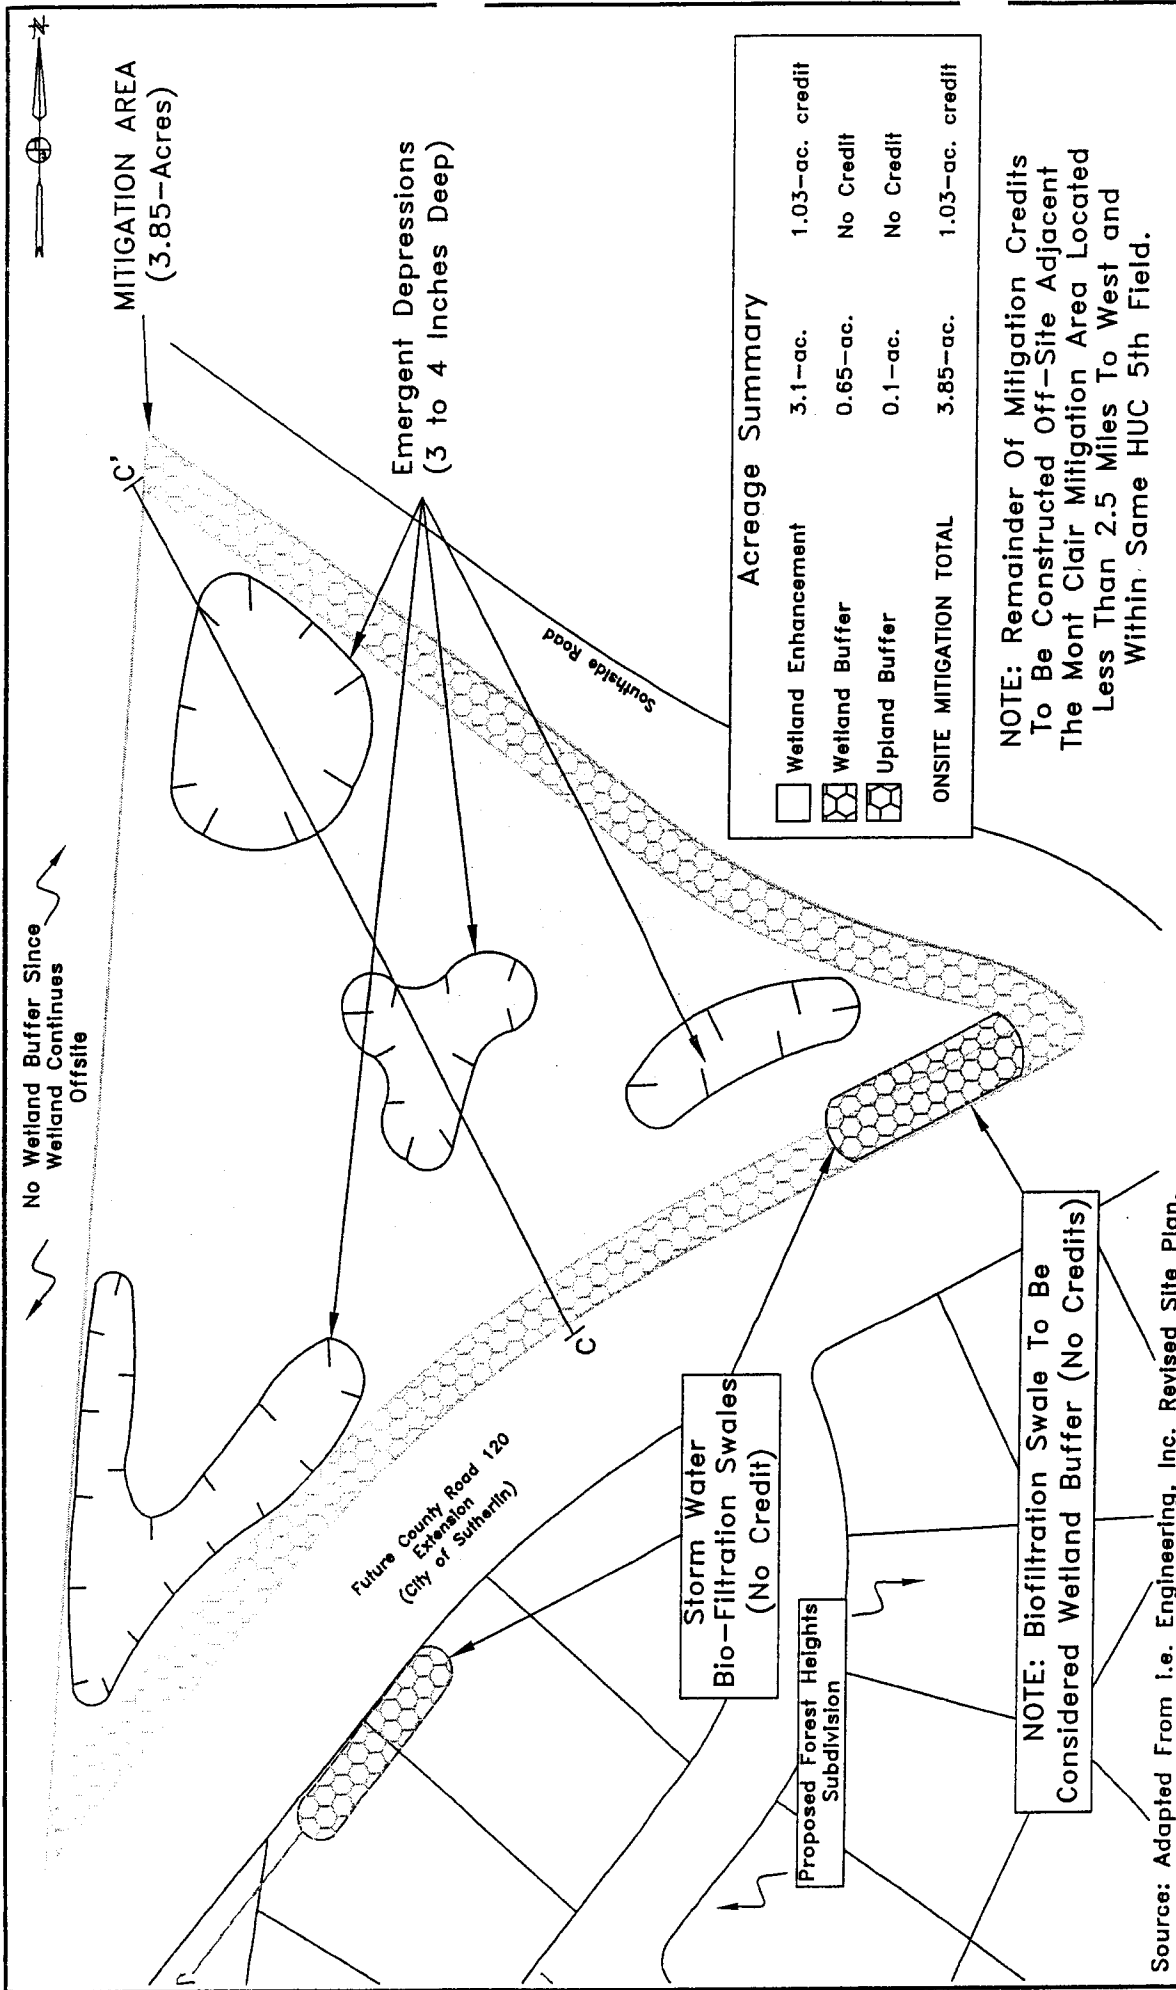 No Wetland Buffer Since
Wetland Continues
Offsite
N
MITIGATION AREA
(3.85-Acres)
C'
Emergent Depressions
(3 to 4 Inches Deep)
Southside Road
C
Future County Road 120
Extension
(City of Sutherlin)
Storm Water
Bio-Filtration Swales
(No Credit)
Proposed Forest Heights
Subdivision
NOTE: Biofiltration Swale To Be
Considered Wetland Buffer (No Credits)
Acreage Summary
Wetland Enhancement 3.1-ac. 1.03-ac. credit
Wetland Buffer 0.65-ac. No Credit
Upland Buffer 0.1-ac. No Credit
ONSITE MITIGATION TOTAL 3.85-ac. 1.03-ac. credit
NOTE: Remainder Of Mitigation Credits
To Be Constructed Off-Site Adjacent
The Mont Clair Mitigation Area Located
Less Than 2.5 Miles To West and
Within Same HUC 5th Field.
Source: Adapted From i.e. Engineering, Inc. Revised Site Plan.